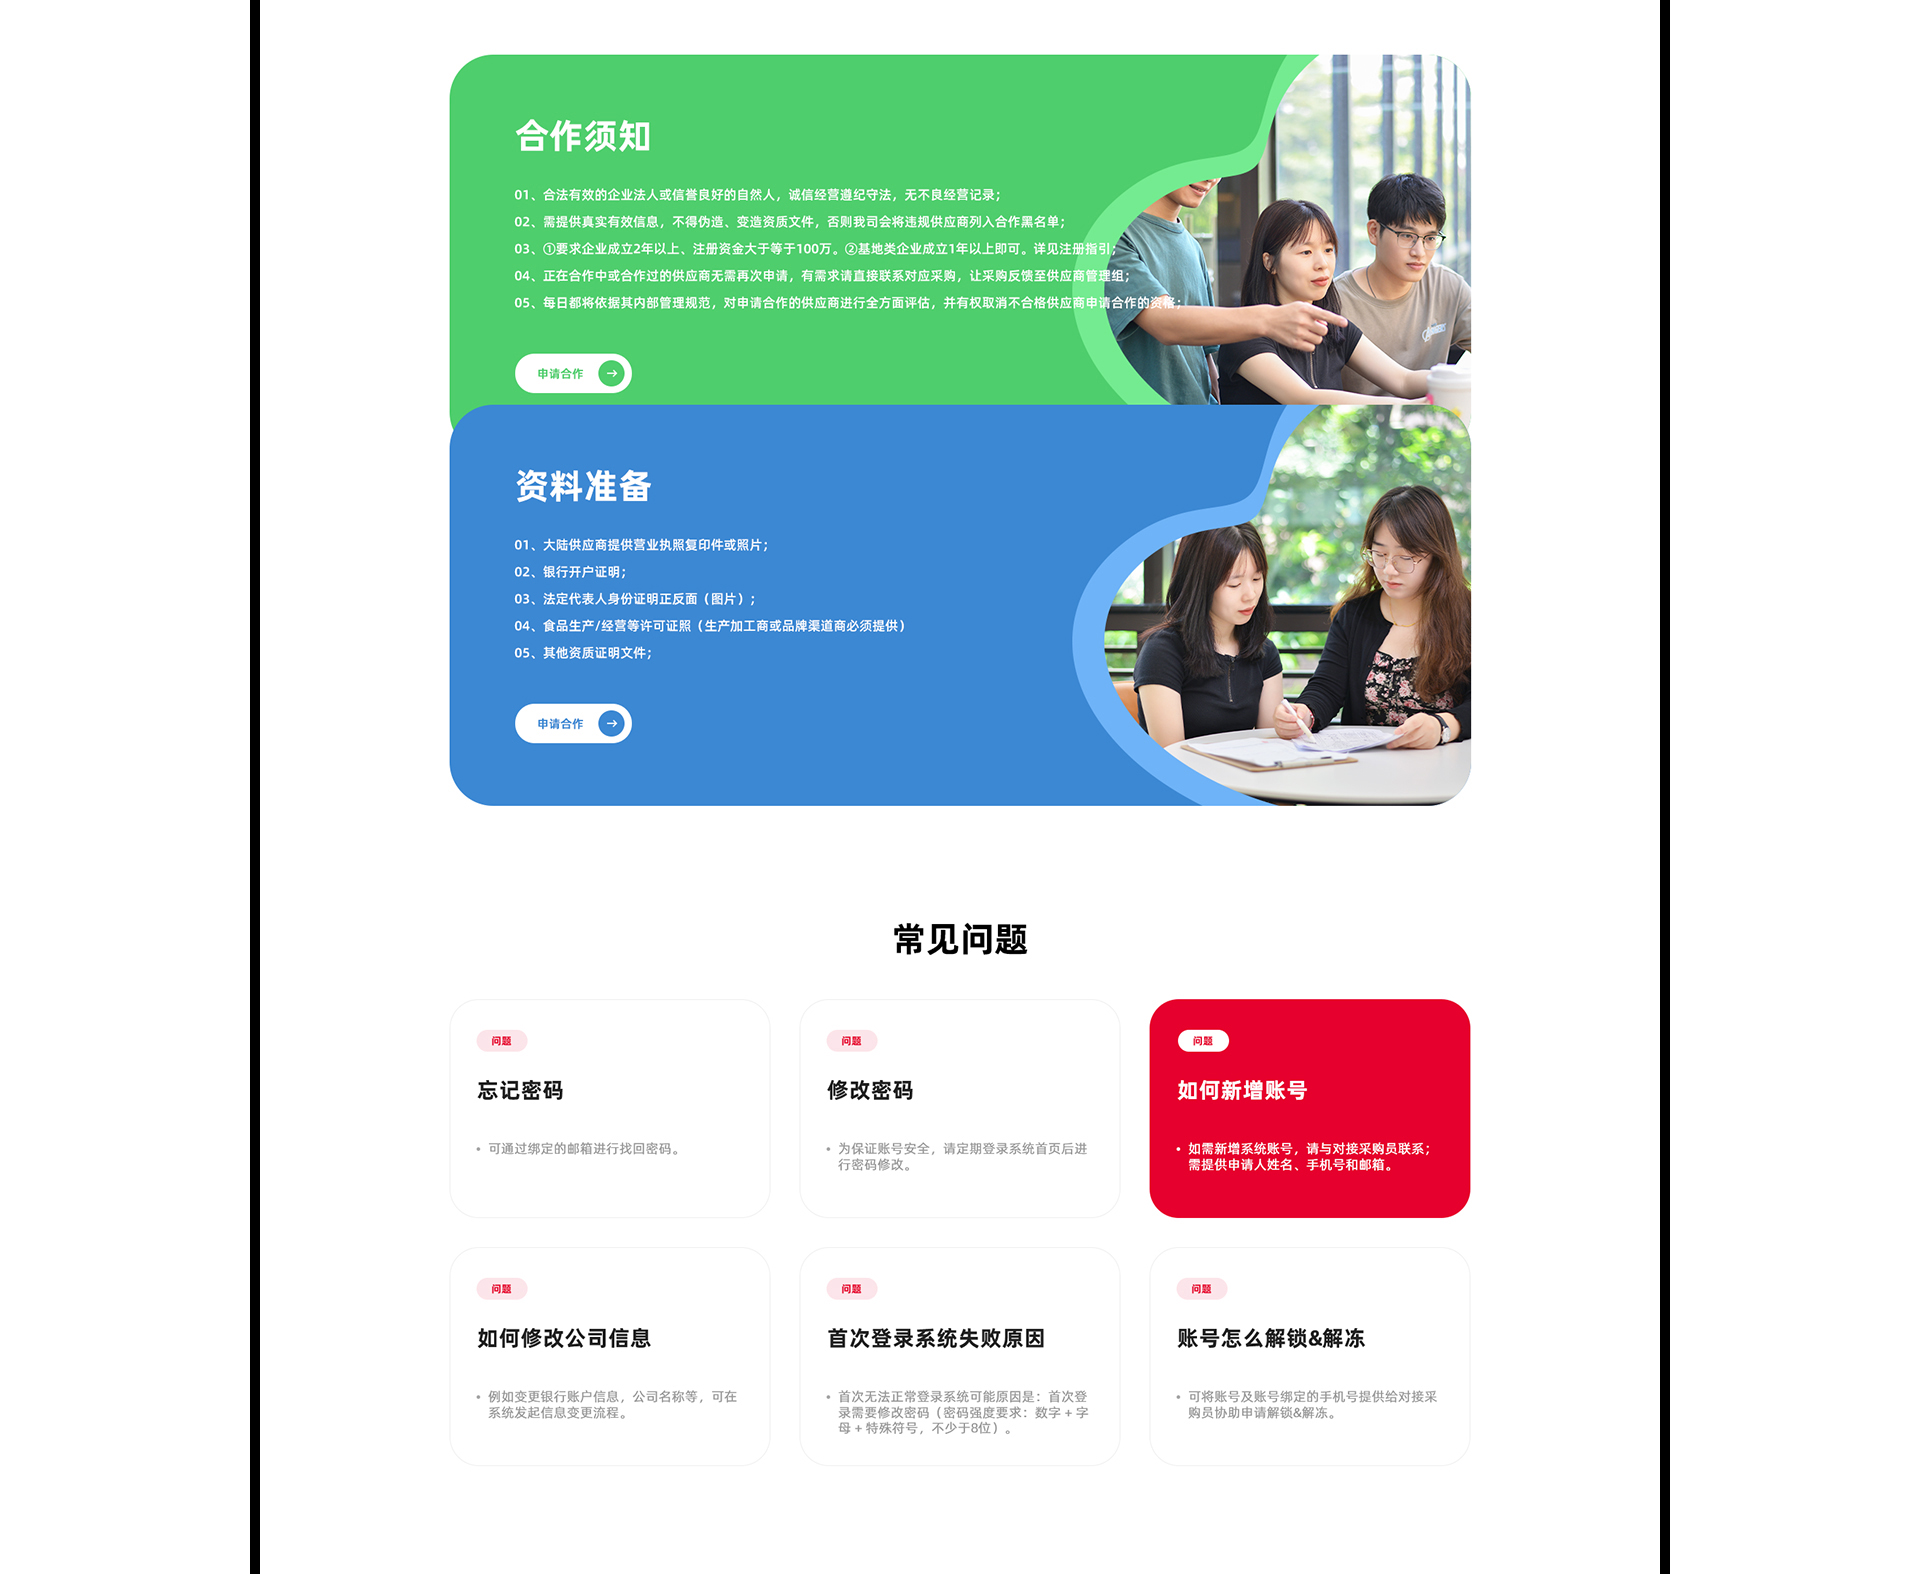 合作须知
01、合法有效的企业法人或信誉良好的自然人，诚信经营遵纪守法，无不良经营记录；
02、需提供真实有效信息，不得伪造、变造资质文件，否则我司会将违规供应商列入合作黑名单；
03、①要求企业成立2年以上、注册资金大于等于100万。②基地类企业成立1年以上即可。详见注册指引；
04、正在合作中或合作过的供应商无需再次申请，有需求请直接联系对应采购，让采购反馈至供应商管理组；
05、每日都将依据其内部管理规范，对申请合作的供应商进行全方面评估，并有权取消不合格供应商申请合作的资格；
申请合作
资料准备
01、大陆供应商提供营业执照复印件或照片；
02、银行开户证明；
03、法定代表人身份证明正反面（图片）；
04、食品生产/经营等许可证照（生产加工商或品牌渠道商必须提供）
05、其他资质证明文件；
申请合作
常见问题
问题
忘记密码
• 可通过绑定的邮箱进行找回密码。
问题
修改密码
• 为保证账号安全，请定期登录系统首页后进
行密码修改。
问题
如何新增账号
• 如需新增系统账号，请与对接采购员联系；
需提供申请人姓名、手机号和邮箱。
问题
如何修改公司信息
• 例如变更银行账户信息，公司名称等，可在
系统发起信息变更流程。
问题
首次登录系统失败原因
• 首次无法正常登录系统可能原因是：首次登
录需要修改密码（密码强度要求：数字 + 字
母 + 特殊符号，不少于8位）。
问题
账号怎么解锁&解冻
• 可将账号及账号绑定的手机号提供给对接采
购员协助申请解锁&解冻。